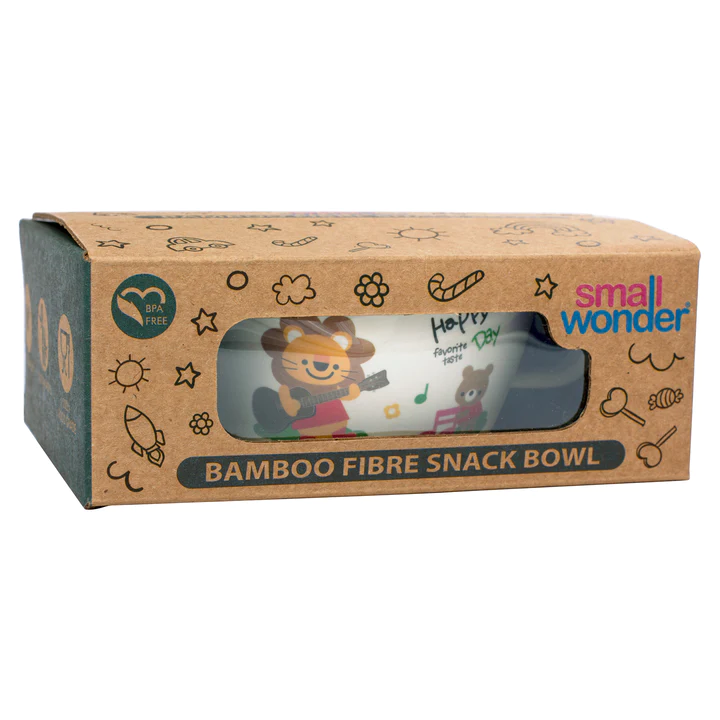 BPA
FREE
small
wonder®
Happy
Day
favorite
taste
BAMBOO FIBRE SNACK BOWL